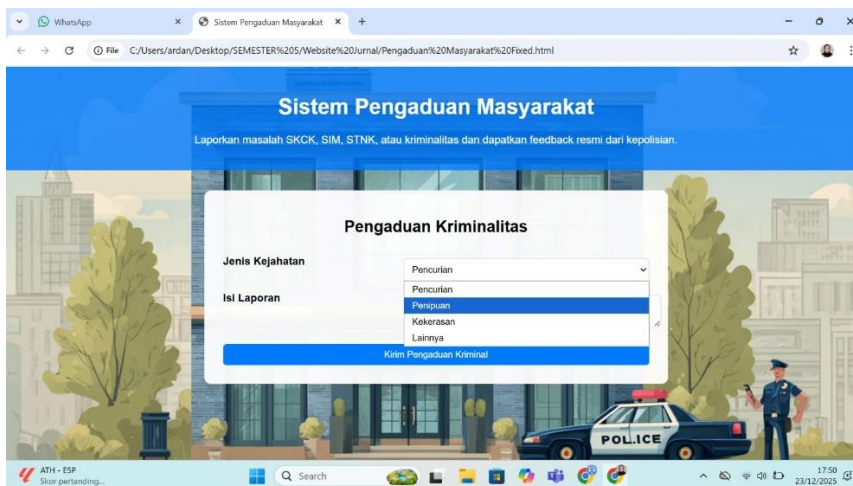 WhatsApp
Sistem Pengaduan Masyarakat
File C:/Users/ardan/Desktop/SEMESTER%205/Website%20Jurnal/Pengaduan%20Masyarakat%20Fixed.html
Sistem Pengaduan Masyarakat
Laporkan masalah SKCK, SIM, STNK, atau kriminalitas dan dapatkan feedback resmi dari kepolisian.
Pengaduan Kriminalitas
Jenis Kejahatan
Pencurian
Pencurian
Isi Laporan
Penipuan
Kekerasan
Lainnya
Kirim Pengaduan Kriminal
POL.ICE
ATH - ESP
Skor pertanding...
Search
17:50
23/12/2025